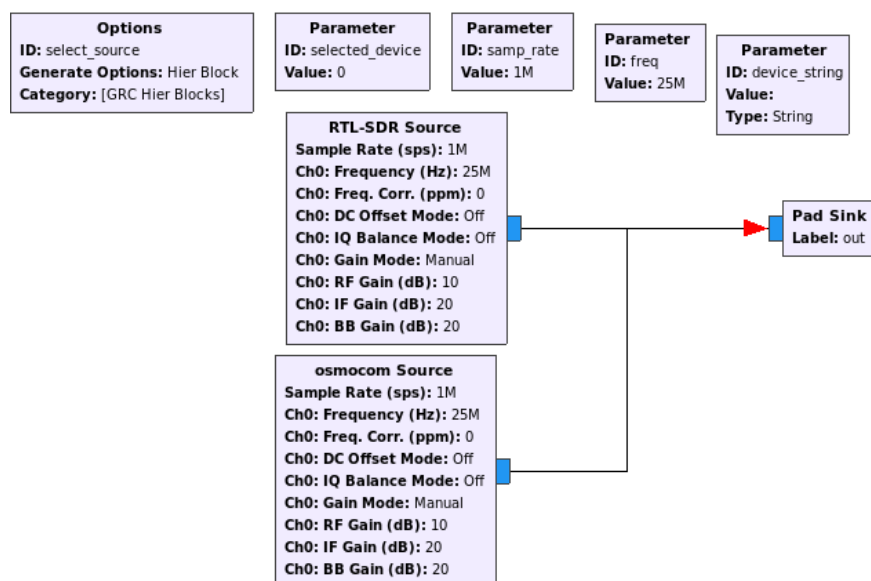 Options
ID: select_source
Generate Options: Hier Block
Category: [GRC Hier Blocks]
Parameter
ID: selected_device
Value: 0
Parameter
ID: samp_rate
Value: 1M
Parameter
ID: freq
Value: 25M
Parameter
ID: device_string
Value:
Type: String
RTL-SDR Source
Sample Rate (sps): 1M
Ch0: Frequency (Hz): 25M
Ch0: Freq. Corr. (ppm): 0
Ch0: DC Offset Mode: Off
Ch0: IQ Balance Mode: Off
Ch0: Gain Mode: Manual
Ch0: RF Gain (dB): 10
Ch0: IF Gain (dB): 20
Ch0: BB Gain (dB): 20
Pad Sink
Label: out
osmocom Source
Sample Rate (sps): 1M
Ch0: Frequency (Hz): 25M
Ch0: Freq. Corr. (ppm): 0
Ch0: DC Offset Mode: Off
Ch0: IQ Balance Mode: Off
Ch0: Gain Mode: Manual
Ch0: RF Gain (dB): 10
Ch0: IF Gain (dB): 20
Ch0: BB Gain (dB): 20